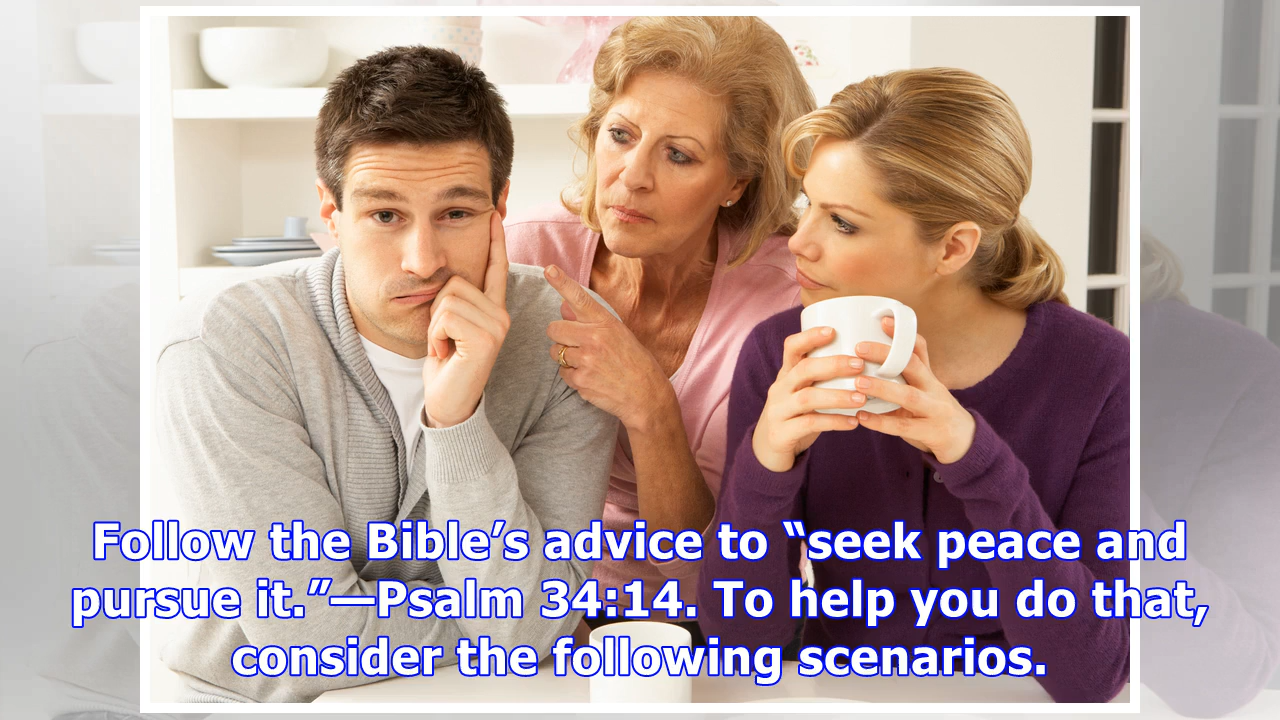 Follow the Bible’s advice to “seek peace and
pursue it.”—Psalm 34:14. To help you do that,
consider the following scenarios.